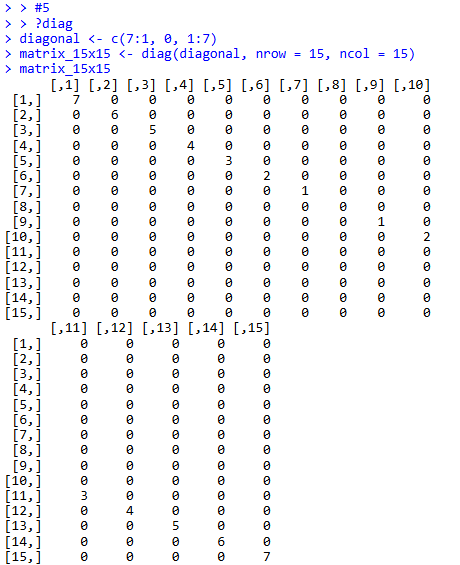 > > #5
> > ?diag
> diagonal <- c(7:1, 0, 1:7)
> matrix_15x15 <- diag(diagonal, nrow = 15, ncol = 15)
> matrix_15x15
      [,1] [,2] [,3] [,4] [,5] [,6] [,7] [,8] [,9] [,10]
 [1,]    7    0    0    0    0    0    0    0    0     0
 [2,]    0    6    0    0    0    0    0    0    0     0
 [3,]    0    0    5    0    0    0    0    0    0     0
 [4,]    0    0    0    4    0    0    0    0    0     0
 [5,]    0    0    0    0    3    0    0    0    0     0
 [6,]    0    0    0    0    0    2    0    0    0     0
 [7,]    0    0    0    0    0    0    1    0    0     0
 [8,]    0    0    0    0    0    0    0    0    0     0
 [9,]    0    0    0    0    0    0    0    0    1     0
[10,]    0    0    0    0    0    0    0    0    0     2
[11,]    0    0    0    0    0    0    0    0    0     0
[12,]    0    0    0    0    0    0    0    0    0     0
[13,]    0    0    0    0    0    0    0    0    0     0
[14,]    0    0    0    0    0    0    0    0    0     0
[15,]    0    0    0    0    0    0    0    0    0     0
      [,11] [,12] [,13] [,14] [,15]
 [1,]     0     0     0     0     0
 [2,]     0     0     0     0     0
 [3,]     0     0     0     0     0
 [4,]     0     0     0     0     0
 [5,]     0     0     0     0     0
 [6,]     0     0     0     0     0
 [7,]     0     0     0     0     0
 [8,]     0     0     0     0     0
 [9,]     0     0     0     0     0
[10,]     0     0     0     0     0
[11,]     3     0     0     0     0
[12,]     0     4     0     0     0
[13,]     0     0     5     0     0
[14,]     0     0     0     6     0
[15,]     0     0     0     0     7